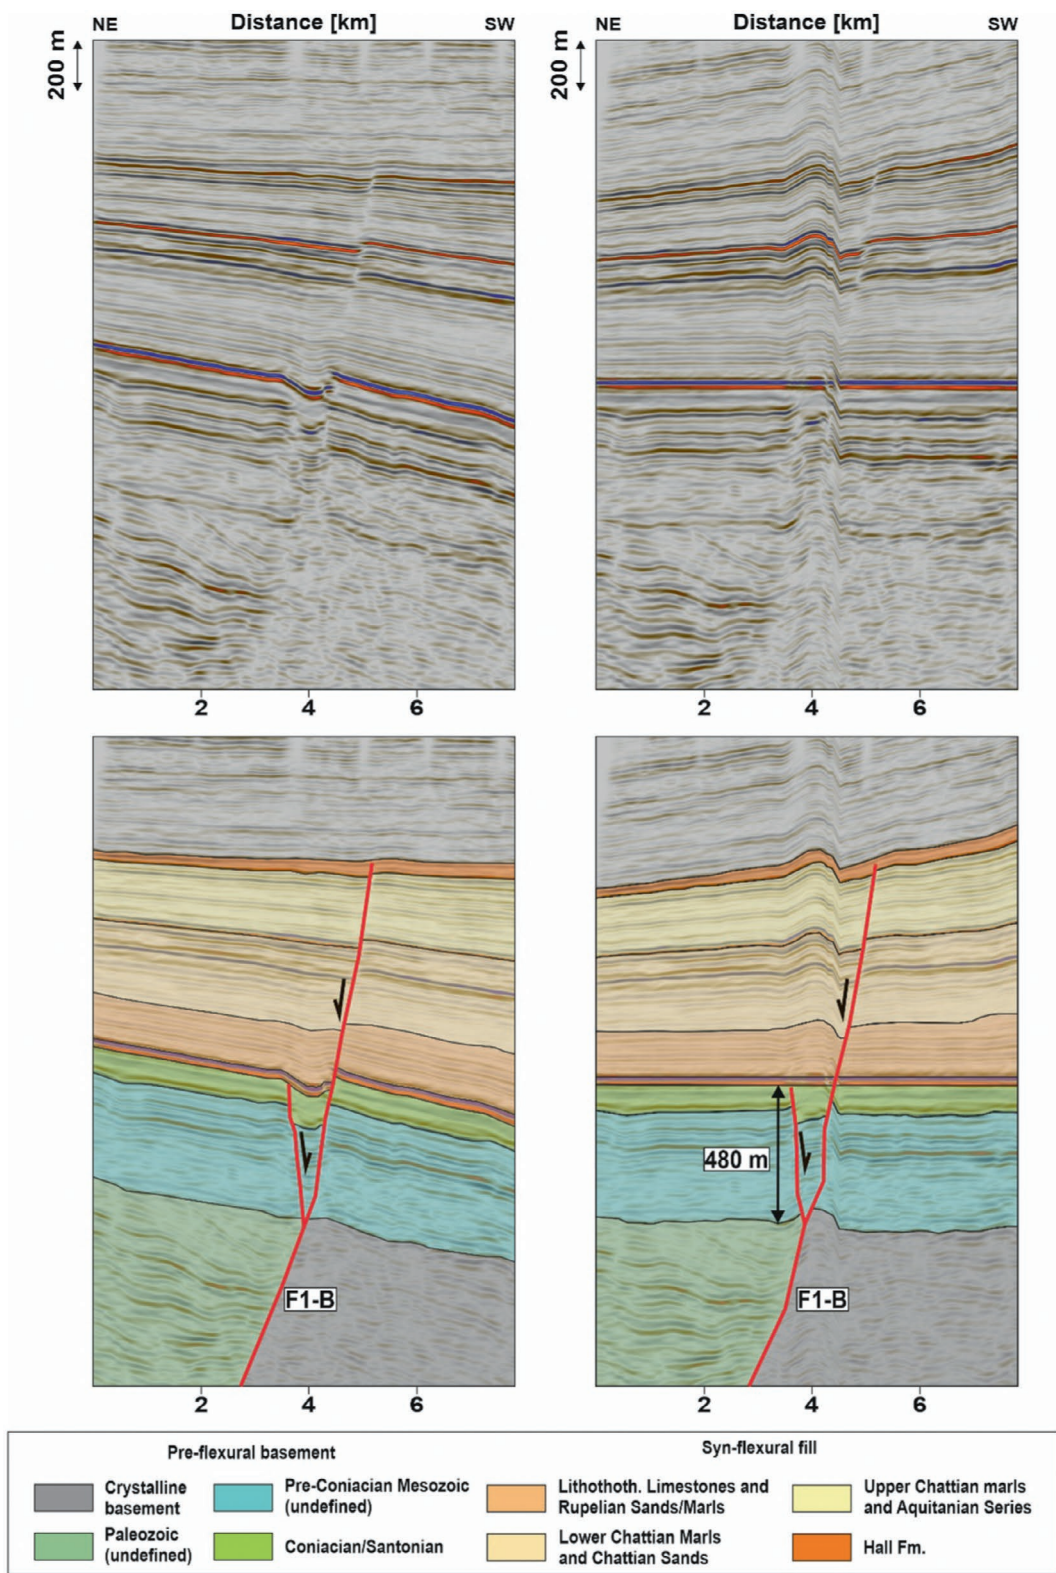 NE Distance [km] SW
NE Distance [km] SW
200 m
200 m
2 4 6
2 4 6
480 m
F1-B
F1-B
2 4 6
2 4 6
Pre-flexural basement
Syn-flexural fill
Crystalline
basement
Pre-Coniacian Mesozoic
(undefined)
Lithothoth. Limestones and
Rupelian Sands/Marls
Upper Chattian marls
and Aquitanian Series
Paleozoic
(undefined)
Coniacian/Santonian
Lower Chattian Marls
and Chattian Sands
Hall Fm.